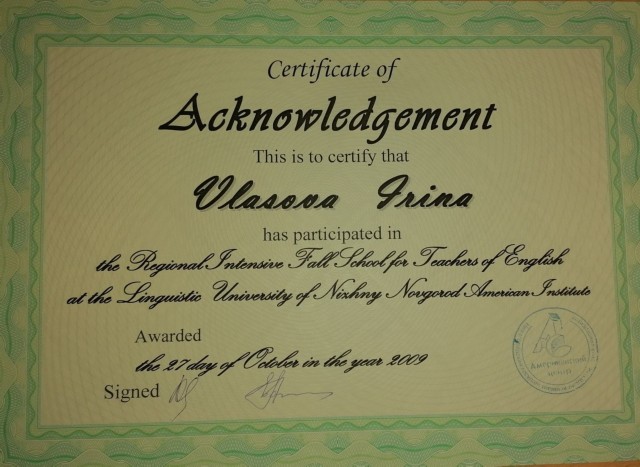 Certificate of
Acknowledgement
This is to certify that
Vlasova Irina
has participated in
the Regional Intensive Fall School for Teachers of English
at the Linguistic University of Nizhny Novgorod American Institute
Awarded
the 27 day of October in the year 2009
Signed